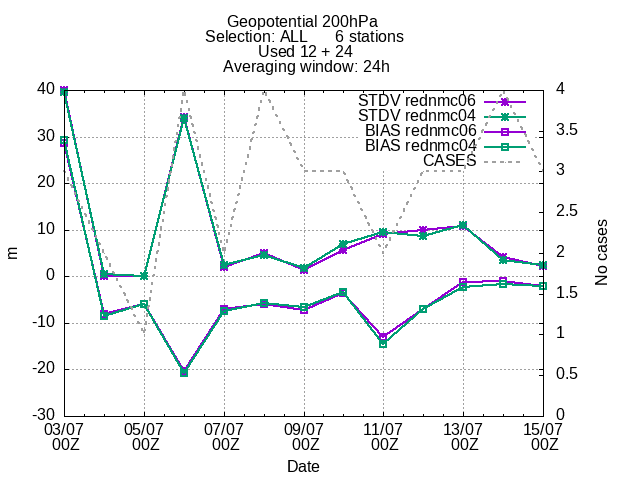 Geopotential 200hPa
Selection: ALL      6 stations
Used 12 + 24
Averaging window: 24h
STDV rednmc06
STDV rednmc04
BIAS rednmc06
BIAS rednmc04
CASES
40
30
20
10
0
-10
-20
-30
m
4
3.5
3
2.5
2
1.5
1
0.5
0
No cases
03/07 05/07 07/07 09/07 11/07 13/07 15/07
00Z 00Z 00Z 00Z 00Z 00Z 00Z
Date